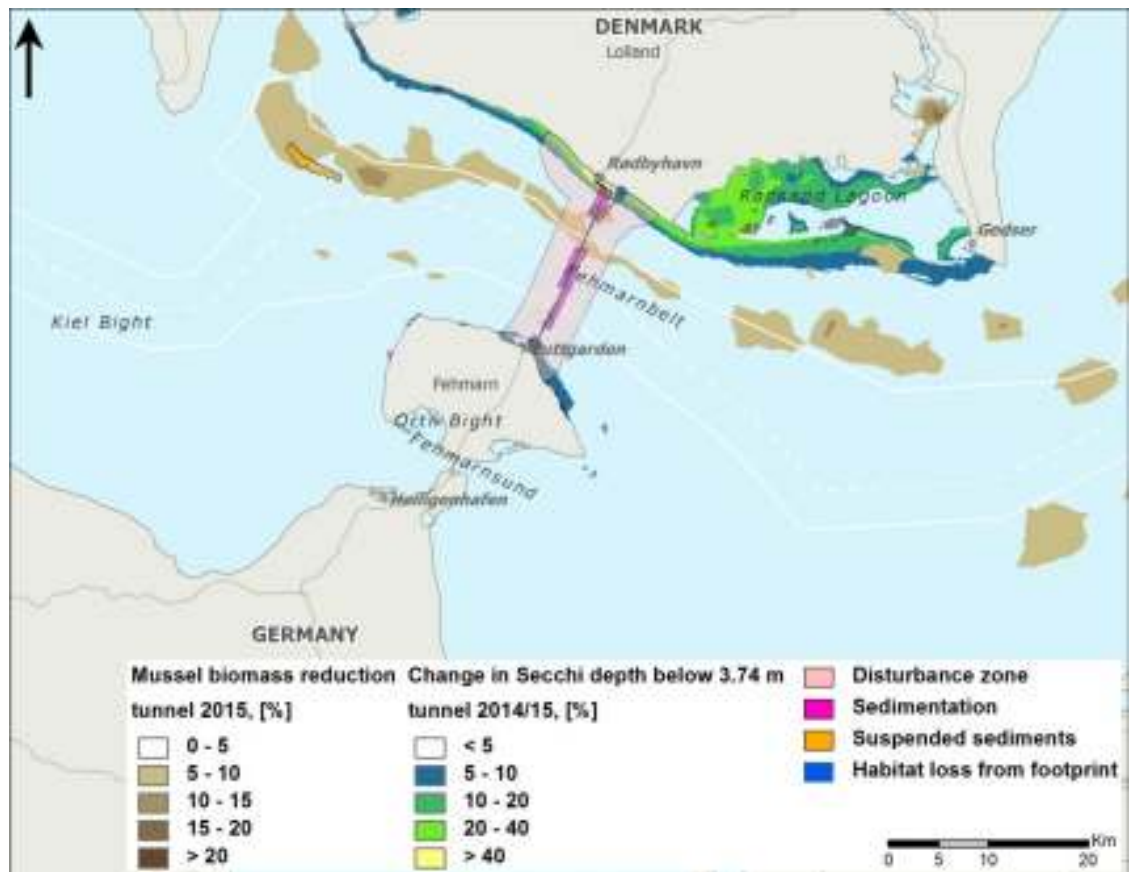 DENMARK
Lolland
Rødbyhavn
Lagoon
Gedser
Fehmarnbelt
Kiel Bight
Puttgarden
Fehmarn
Orth Bight
Fehmarnsund
Heiligenhafen
GERMANY
Mussel biomass reduction
tunnel 2015, [%]
0 - 5
5 - 10
10 - 15
15 - 20
> 20
Change in Secchi depth below 3.74 m
tunnel 2014/15, [%]
< 5
5 - 10
10 - 20
20 - 40
> 40
Disturbance zone
Sedimentation
Suspended sediments
Habitat loss from footprint
Km
0 5 10 20